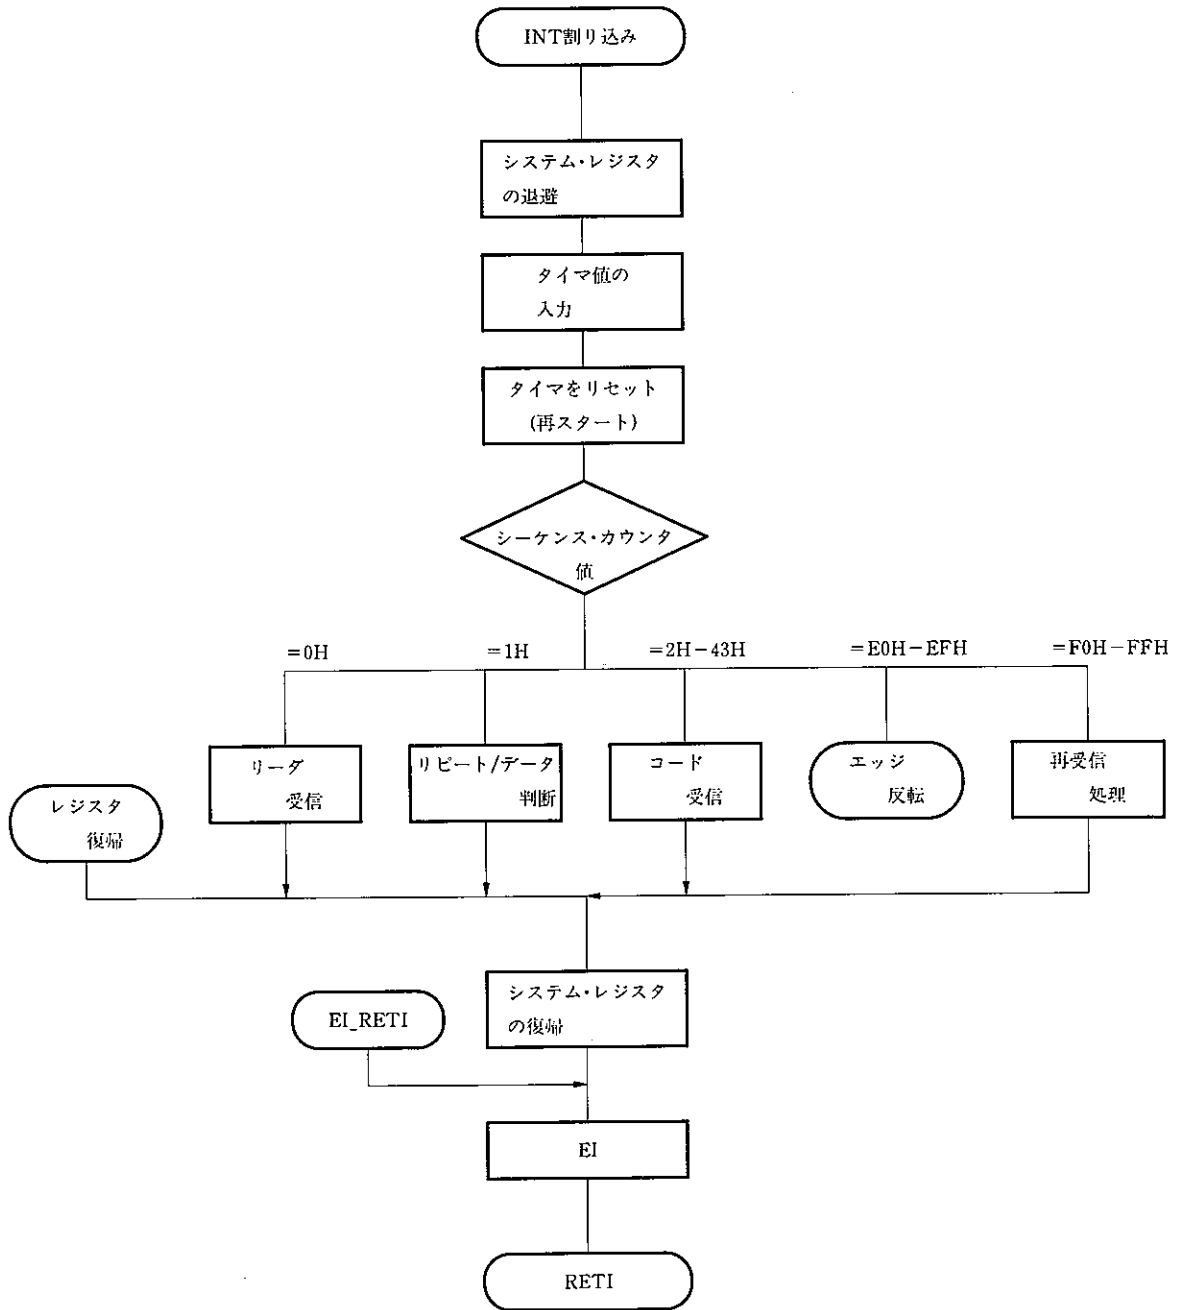 INT割り込み
システム・レジスタ
の退避
タイマ値の
入力
タイマをリセット
(再スタート)
シーケンス・カウンタ
値
=0H
=1H
=2H-43H
=E0H-EFH
=F0H-FFH
リーダ
受信
リピート/データ
判断
コード
受信
エッジ
反転
再受信
処理
レジスタ
復帰
システム・レジスタ
の復帰
EI_RETI
EI
RETI